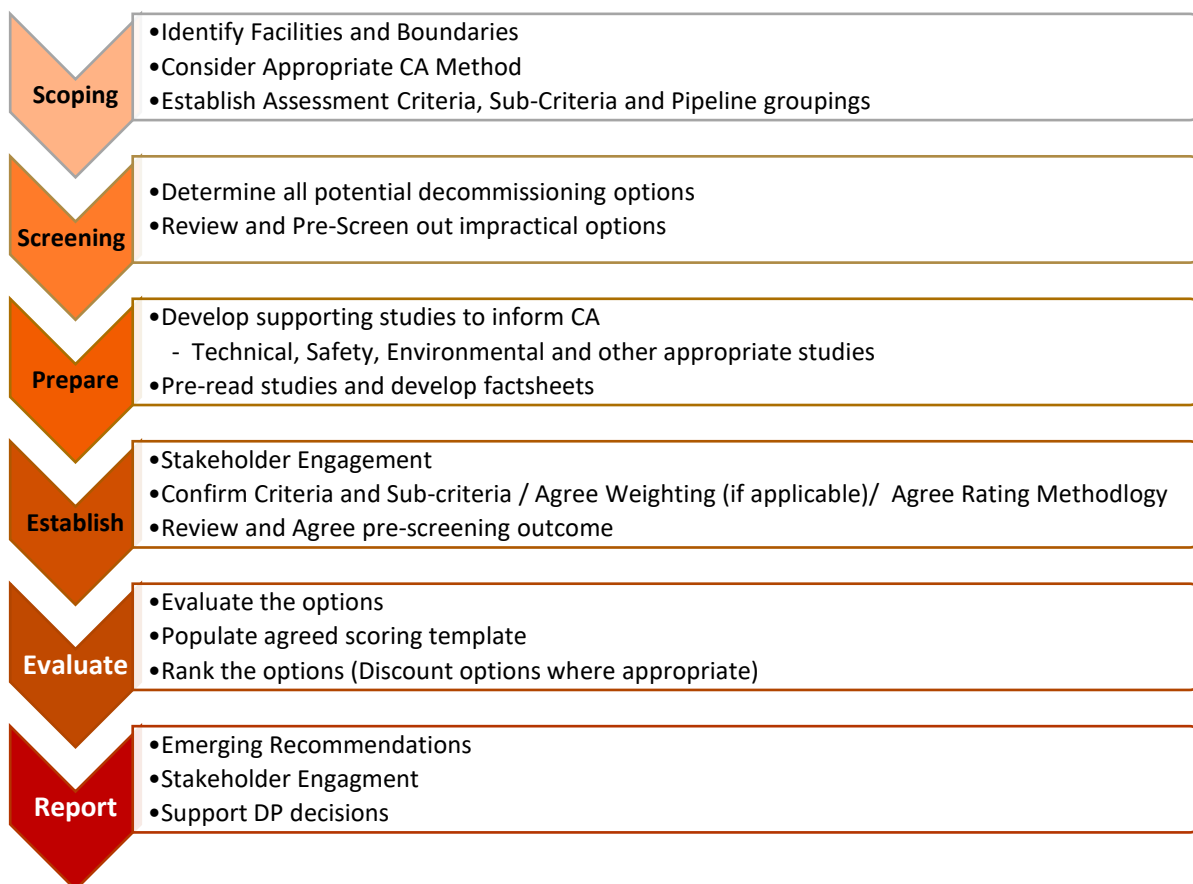 Scoping
•Identify Facilities and Boundaries
•Consider Appropriate CA Method
•Establish Assessment Criteria, Sub-Criteria and Pipeline groupings
Screening
•Determine all potential decommissioning options
•Review and Pre-Screen out impractical options
Prepare
•Develop supporting studies to inform CA
- Technical, Safety, Environmental and other appropriate studies
•Pre-read studies and develop factsheets
Establish
•Stakeholder Engagement
•Confirm Criteria and Sub-criteria / Agree Weighting (if applicable)/ Agree Rating Methodlogy
•Review and Agree pre-screening outcome
Evaluate
•Evaluate the options
•Populate agreed scoring template
•Rank the options (Discount options where appropriate)
Report
•Emerging Recommendations
•Stakeholder Engagment
•Support DP decisions